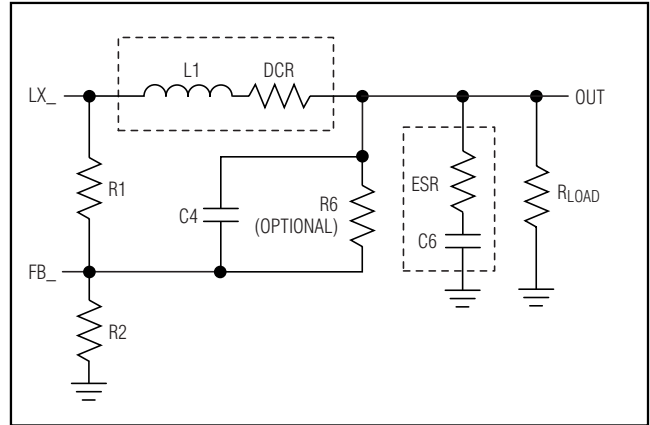 L1
DCR
LX_
OUT
R1
C4
R6
(OPTIONAL)
ESR
C6
RLOAD
FB_
R2